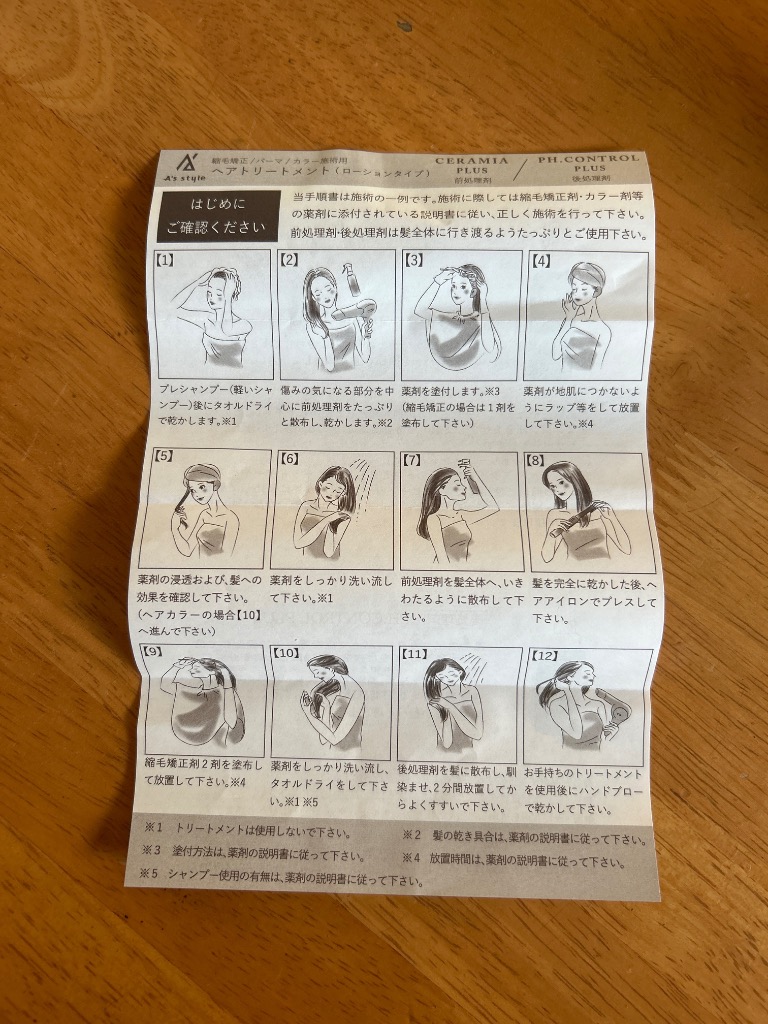 A's style
縮毛矯正/パーマ/カラー施術用
ヘアトリートメント(ローションタイプ)
CERAMIA
PLUS
前処理剤
/
PH.CONTROL
PLUS
後処理剤
はじめに
ご確認ください
当手順書は施術の一例です。施術に際しては縮毛矯正剤・カラー剤等
の薬剤に添付されている説明書に従い、正しく施術を行って下さい。
前処理剤・後処理剤は髪全体に行き渡るようたっぷりとご使用下さい。
【1】
プレシャンプー(軽いシャ
ンプー)後にタオルドライ
で乾かします。※1
【2】
傷みの気になる部分を中
心に前処理剤をたっぷり
と散布し、乾かします。※2
【3】
薬剤を塗付します。※3
(縮毛矯正の場合は1剤を
塗布して下さい)
【4】
薬剤が地肌につかないよ
うにラップ等をして放置
して下さい。※4
【5】
薬剤の浸透および、髪への
効果を確認して下さい。
(ヘアカラーの場合【10】
へ進んで下さい)
【6】
薬剤をしっかり洗い流し
て下さい。※1
【7】
前処理剤を髪全体へ、いき
わたるように散布して下
さい。
【8】
髪を完全に乾かした後、ヘ
アアイロンでプレスして
下さい。
【9】
縮毛矯正剤2剤を塗布し
て放置して下さい。※4
【10】
薬剤をしっかり洗い流し、
タオルドライをして下さ
い。※1 ※5
【11】
後処理剤を髪に散布し、馴
染ませ、2分間放置してか
らよくすすいで下さい。
【12】
お手持ちのトリートメント
を使用後にハンドブロー
で乾かして下さい。
※1 トリートメントは使用しないで下さい。
※2 髪の乾き具合は、薬剤の説明書に従って下さい。
※3 塗付方法は、薬剤の説明書に従って下さい。
※4 放置時間は、薬剤の説明書に従って下さい。
※5 シャンプー使用の有無は、薬剤の説明書に従って下さい。